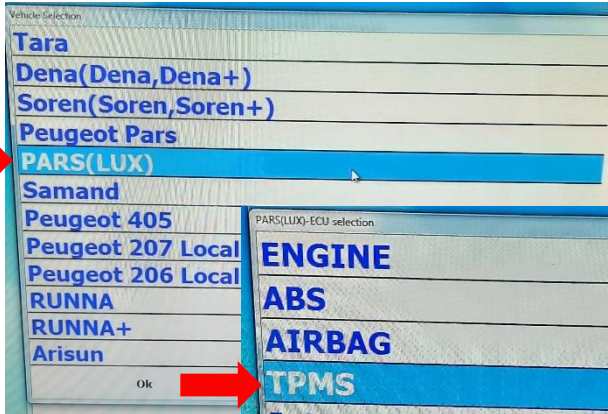 Vehicle Selection
Tara
Dena(Dena,Dena+)
Soren(Soren,Soren+)
Peugeot Pars
PARS(LUX)
Samand
Peugeot 405
Peugeot 207 Local
Peugeot 206 Local
RUNNA
RUNNA+
Arisun
Ok
PARS(LUX)-ECU selection
ENGINE
ABS
AIRBAG
TPMS